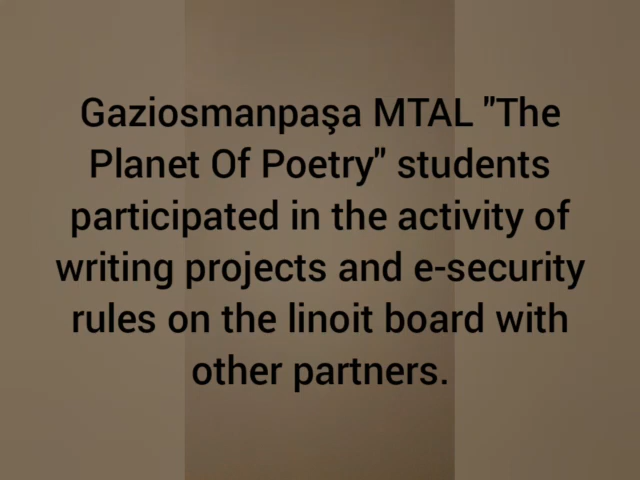 Gaziosmanpaşa MTAL "The
Planet Of Poetry" students
participated in the activity of
writing projects and e-security
rules on the linoit board with
other partners.